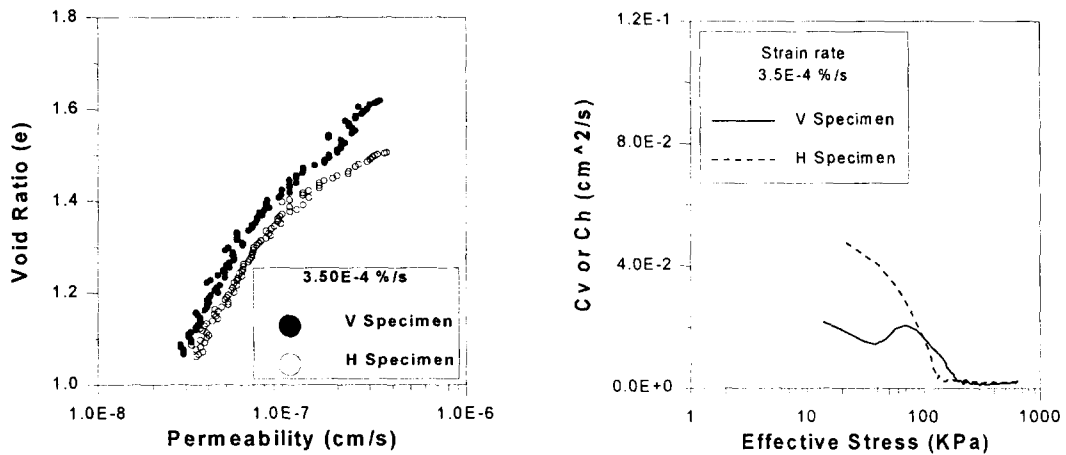 1.8
1.6
1.4
1.2
1.0
Void Ratio (e)
3.50E-4 %/s
V Specimen
H Specimen
1.0E-8
1.0E-7
1.0E-6
Permeability (cm/s)
1.2E-1
8.0E-2
4.0E-2
0.0E+0
Cv or Ch (cm^2/s)
Strain rate
3.5E-4 %/s
V Specimen
H Specimen
1
10
100
1000
Effective Stress (KPa)